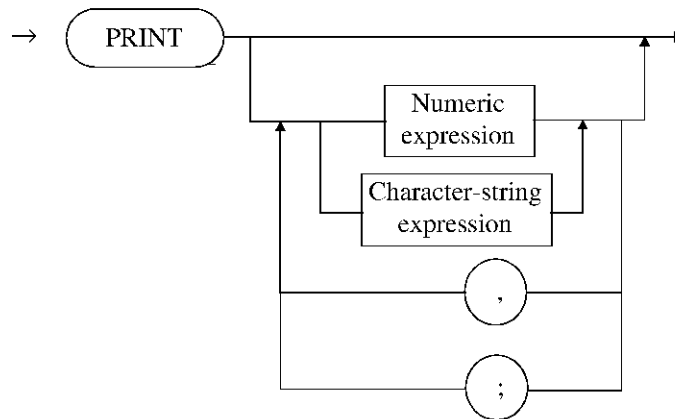 PRINT
Numeric
expression
Character-string
expression
,
;